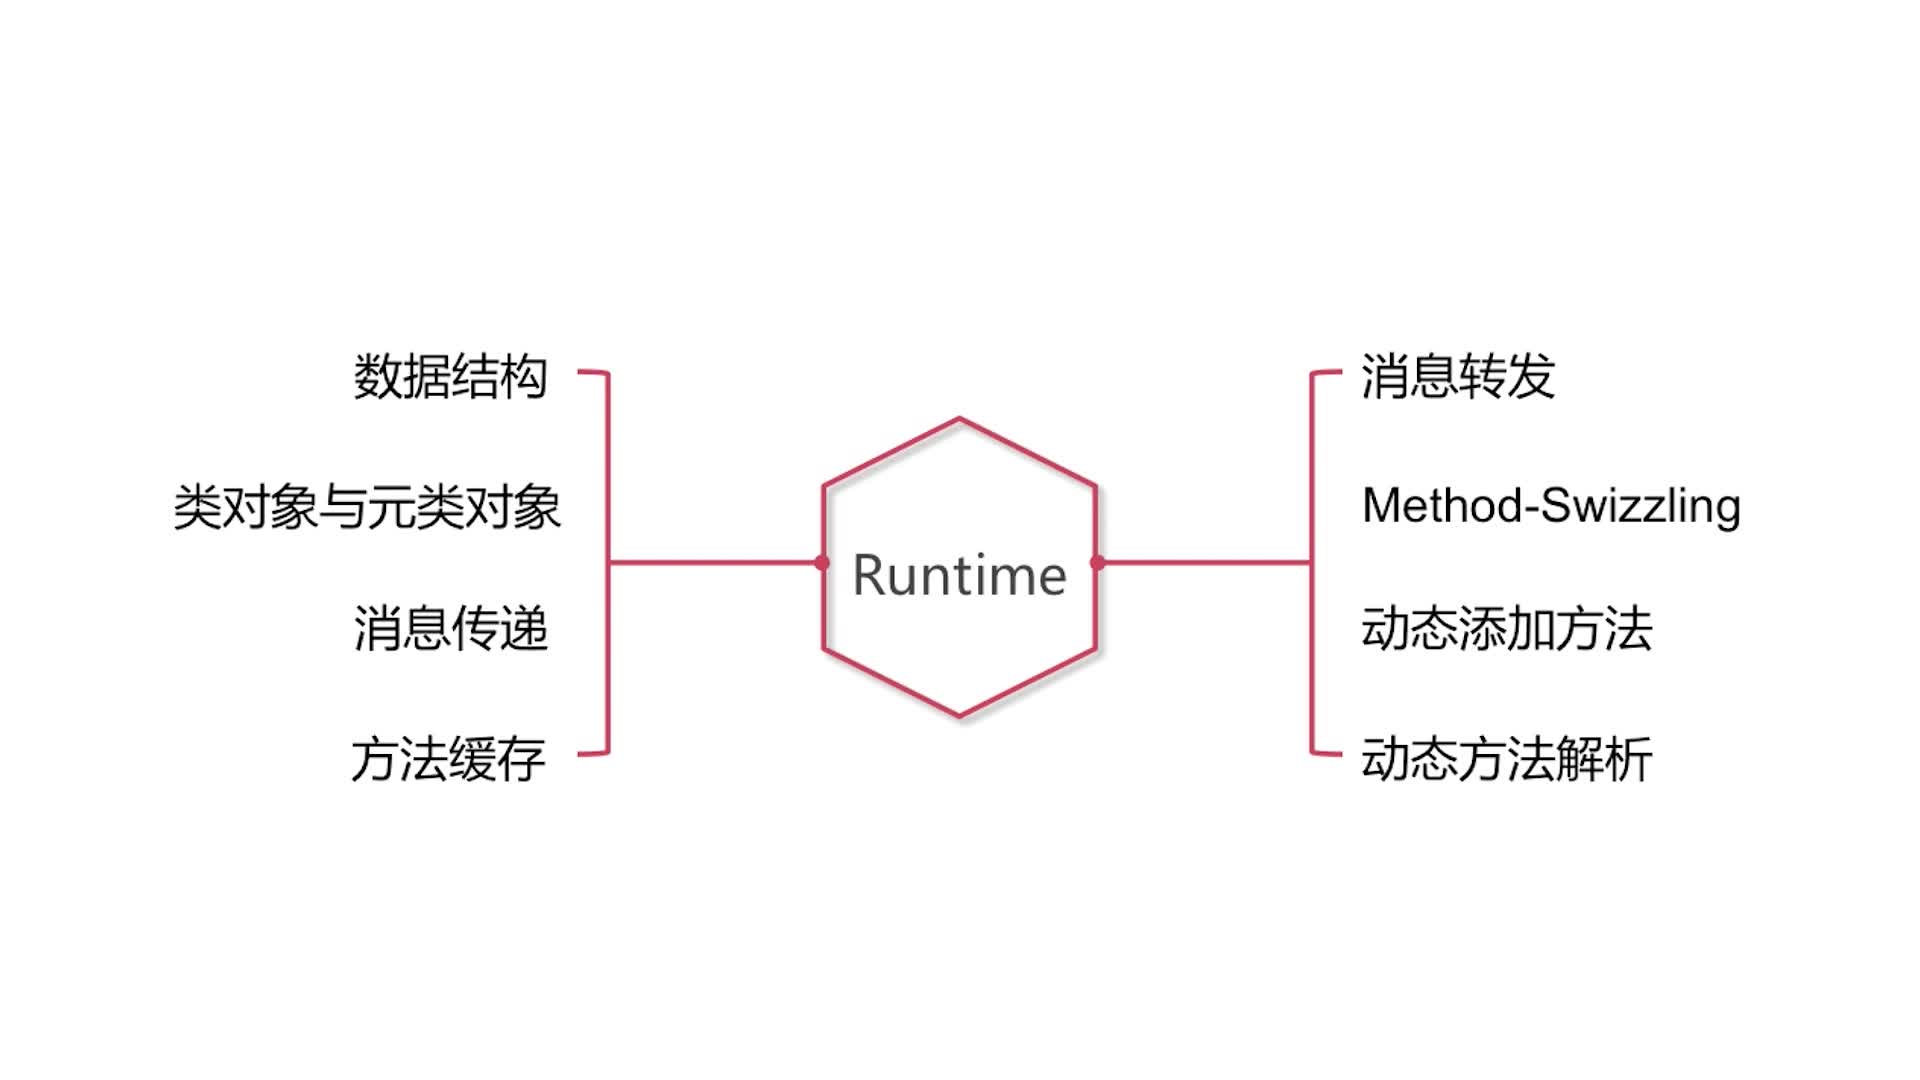 数据结构
类对象与元类对象
消息传递
方法缓存
Runtime
消息转发
Method-Swizzling
动态添加方法
动态方法解析